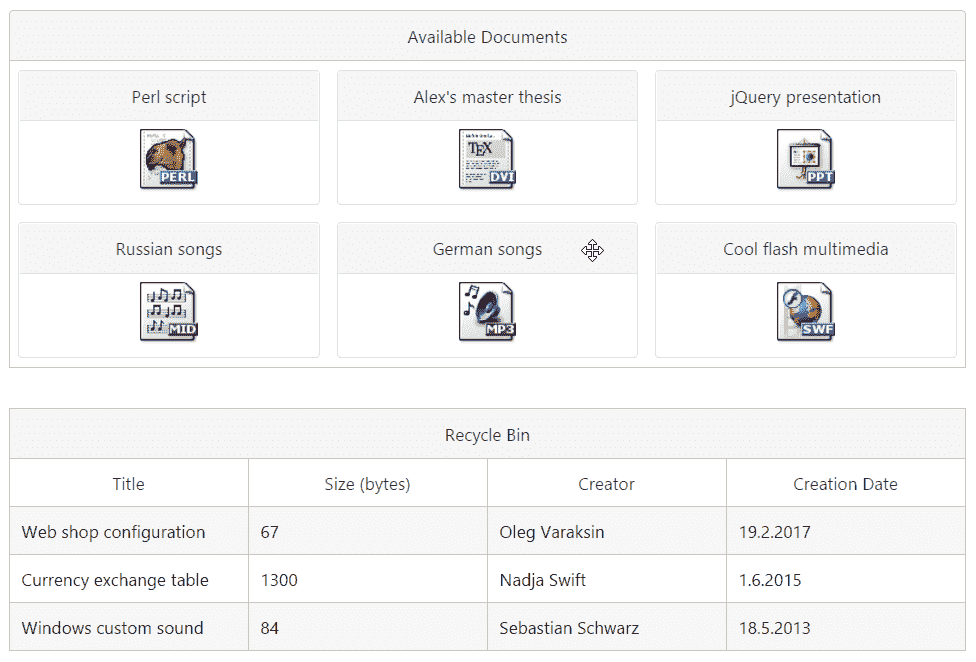 Available Documents
Perl script
Alex's master thesis
jQuery presentation
PERL
TEX
DVI
PPT
Russian songs
German songs
Cool flash multimedia
MID
MP3
SWF
Recycle Bin
Title Size (bytes) Creator Creation Date
Web shop configuration 67 Oleg Varaksin 19.2.2017
Currency exchange table 1300 Nadja Swift 1.6.2015
Windows custom sound 84 Sebastian Schwarz 18.5.2013